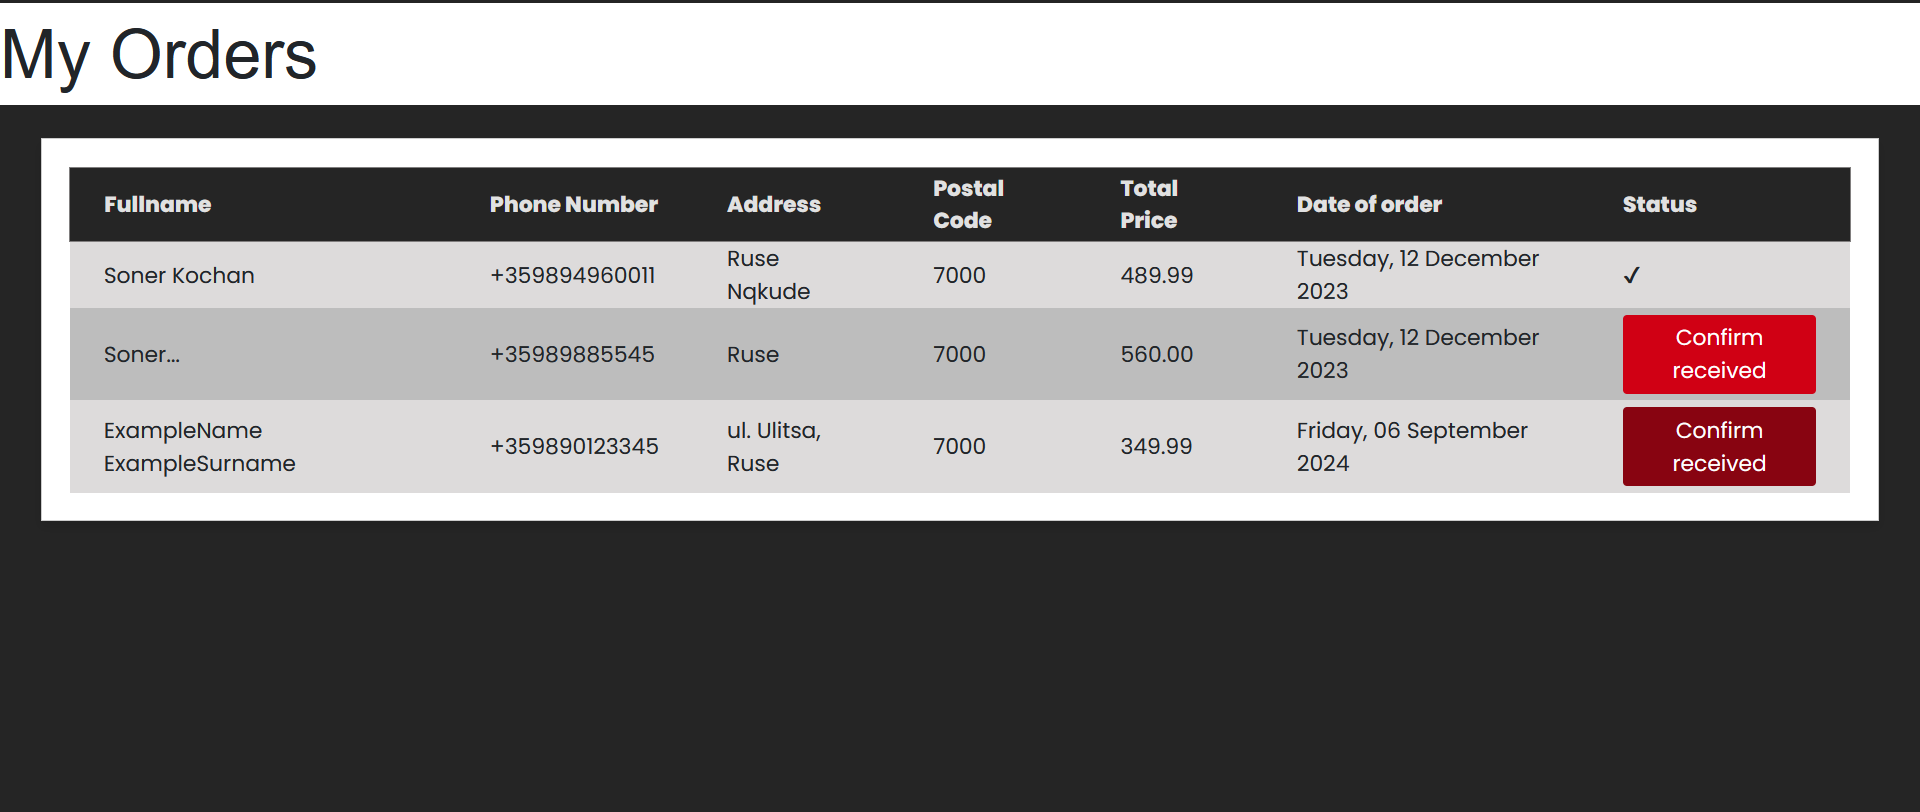 My Orders
Fullname Phone Number Address Postal Code Total Price Date of order Status
Soner Kochan +359894960011 Ruse Nqkude 7000 489.99 Tuesday, 12 December 2023 ✓
Soner... +35989885545 Ruse 7000 560.00 Tuesday, 12 December 2023 Confirm received
ExampleName ExampleSurname +359890123345 ul. Ulitsa, Ruse 7000 349.99 Friday, 06 September 2024 Confirm received